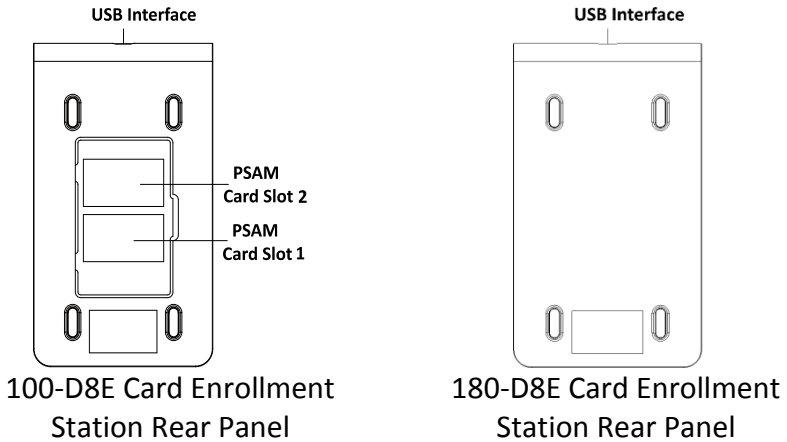 USB Interface
PSAM
Card Slot 2
PSAM
Card Slot 1
100-D8E Card Enrollment
Station Rear Panel
USB Interface
180-D8E Card Enrollment
Station Rear Panel